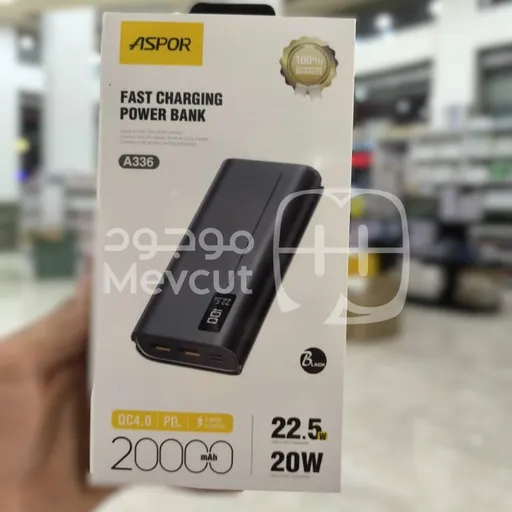 ASPOR
100%
FAST CHARGING
POWER BANK
A336
موجود
Mevcut
22.5
100
BLACK
QC4.0 PD
20000 mAh
22.5W
20W